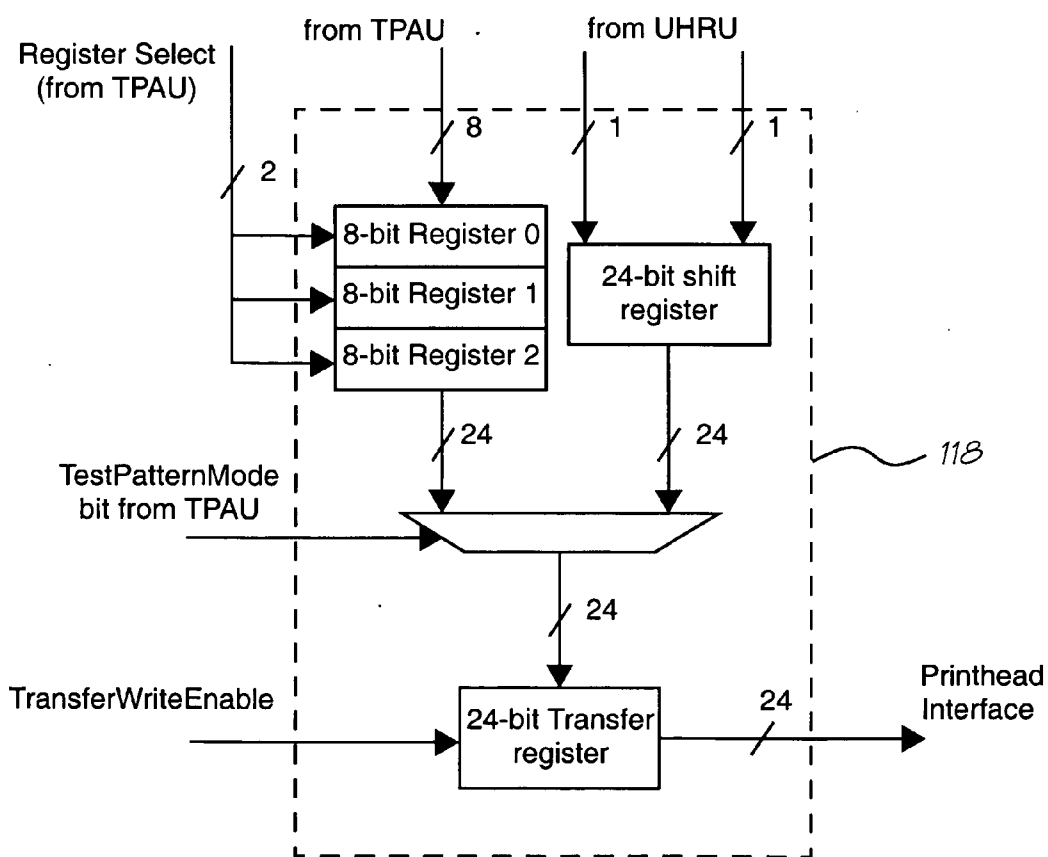 from TPAU
from UHRU
Register Select
(from TPAU)
8
1
1
2
8-bit Register 0
8-bit Register 1
8-bit Register 2
24-bit shift
register
24
24
118
TestPatternMode
bit from TPAU
24
TransferWriteEnable
24-bit Transfer
register
24
Printhead
Interface